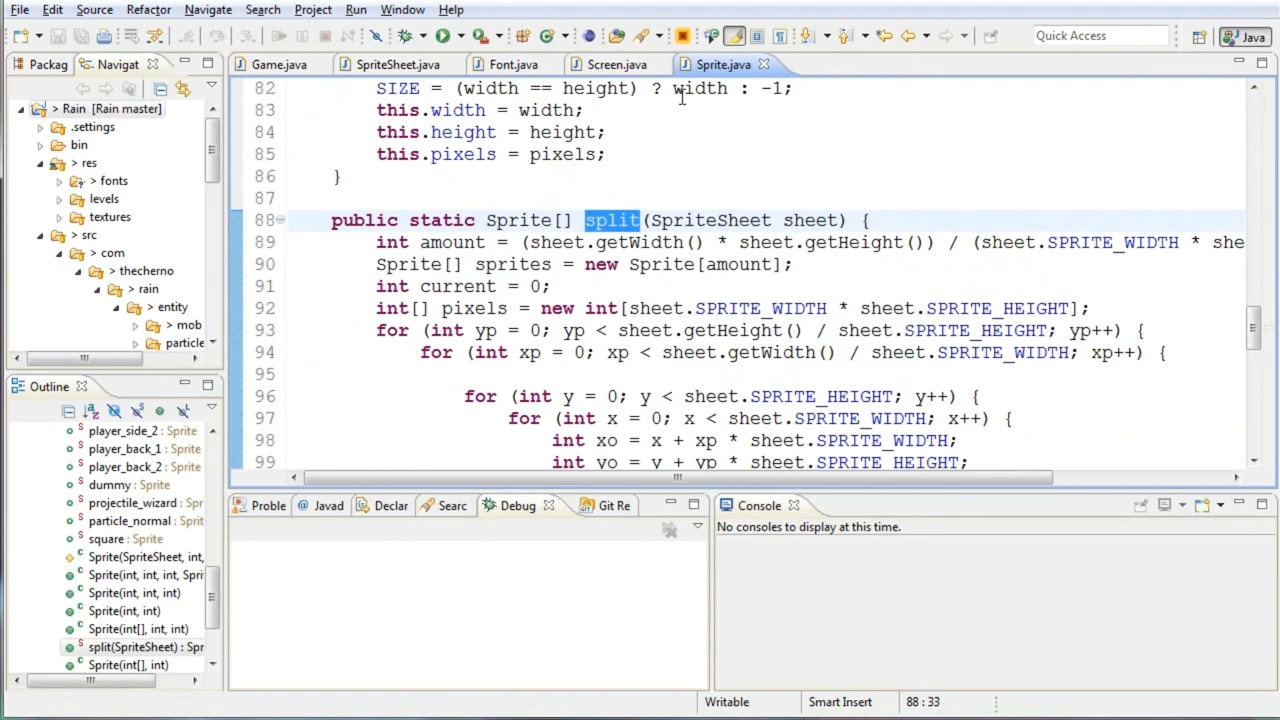 File Edit Source Refactor Navigate Search Project Run Window Help
Quick Access
Java
Packag
Navigat
Game.java
SpriteSheet.java
Font.java
Screen.java
Sprite.java
> Rain [Rain master]
.settings
bin
> res
> fonts
levels
textures
> src
> com
> thecherno
> rain
> entity
> mob
particle
82 SIZE = (width == height) ? width : -1;
83 this.width = width;
84 this.height = height;
85 this.pixels = pixels;
86 }
87
88 public static Sprite[] split(SpriteSheet sheet) {
89 int amount = (sheet.getWidth() * sheet.getHeight()) / (sheet.SPRITE_WIDTH * she
90 Sprite[] sprites = new Sprite[amount];
91 int current = 0;
92 int[] pixels = new int[sheet.SPRITE_WIDTH * sheet.SPRITE_HEIGHT];
93 for (int yp = 0; yp < sheet.getHeight() / sheet.SPRITE_HEIGHT; yp++) {
94 for (int xp = 0; xp < sheet.getWidth() / sheet.SPRITE_WIDTH; xp++) {
95
96 for (int y = 0; y < sheet.SPRITE_HEIGHT; y++) {
97 for (int x = 0; x < sheet.SPRITE_WIDTH; x++) {
98 int xo = x + xp * sheet.SPRITE_WIDTH;
99 int yo = y + yp * sheet.SPRITE_HEIGHT;
Outline
player_side_2 : Sprite
player_back_1 : Sprite
player_back_2 : Sprite
dummy : Sprite
projectile_wizard : Spr
particle_normal : Sprite
square : Sprite
Sprite(SpriteSheet, int,
Sprite(int, int, int, Spri
Sprite(int, int, int)
Sprite(int, int)
Sprite(int[], int, int)
split(SpriteSheet) : Spr
Sprite(int[], int)
Proble
@ Javad
Declar
Searc
Debug
Git Re
Console
No consoles to display at this time.
Writable
Smart Insert
88 : 33